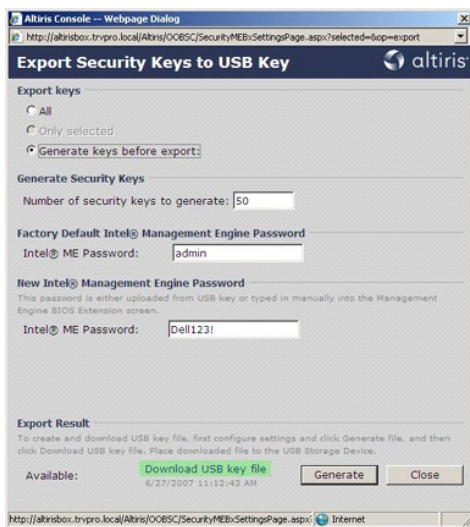 Altiris Console -- Webpage Dialog
http://altirisbox.trvpro.local/Altiris/OOBSC/SecurityMEBxSettingsPage.aspx?selected=&op=export
Export Security Keys to USB Key
altiris
Export keys
All
Only selected
Generate keys before export:
Generate Security Keys
Number of security keys to generate: 50
Factory Default Intel® Management Engine Password
Intel® ME Password: admin
New Intel® Management Engine Password
This password is either uploaded from USB key or typed in manually into the Management
Engine BIOS Extension screen.
Intel® ME Password: Dell123!
Export Result
To create and download USB key file, first configure settings and click Generate file, and then
click Download USB key file. Place downloaded file to the USB Storage Device.
Available: Download USB key file Generate Close
6/27/2007 11:12:43 AM
http://altirisbox.trvpro.local/Altiris/OOBSC/SecurityMEBxSettingsPage.aspx? Internet